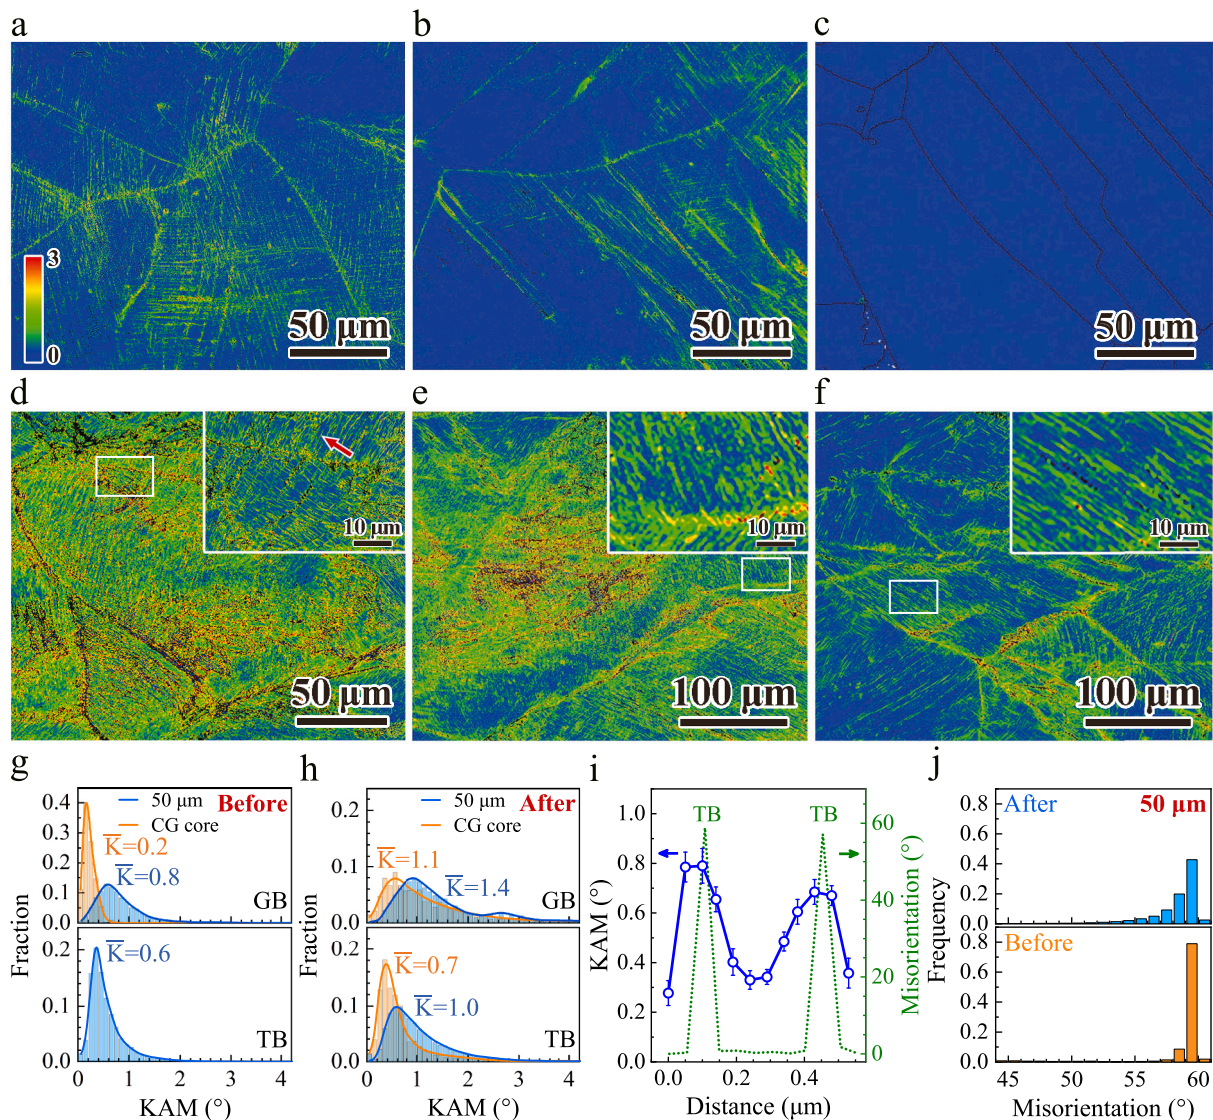 a
b
c
3
0
50 μm
50 μm
50 μm
d
e
f
10 μm
10 μm
10 μm
50 μm
100 μm
100 μm
g
h
i
j
0.4
0.3
0.2
0.1
0.0
50 μm
CG core
Before
K̅=0.2
K̅=0.8
GB
0.2
0.1
0.0
K̅=0.6
TB
Fraction
0
1
2
3
4
KAM (°)
0.2
0.1
0.0
50 μm
CG core
After
K̅=1.1
K̅=1.4
GB
0.2
0.1
0.0
K̅=0.7
K̅=1.0
TB
Fraction
0
1
2
3
4
KAM (°)
1.0
0.8
0.6
0.4
0.2
0.0
KAM (°)
TB
TB
60
40
20
0
Misorientation (°)
0.0
0.2
0.4
Distance (μm)
After
50 μm
0.8
0.6
0.4
0.2
0.0
Before
0.8
0.6
0.4
0.2
0.0
Frequency
45
50
55
60
Misorientation (°)